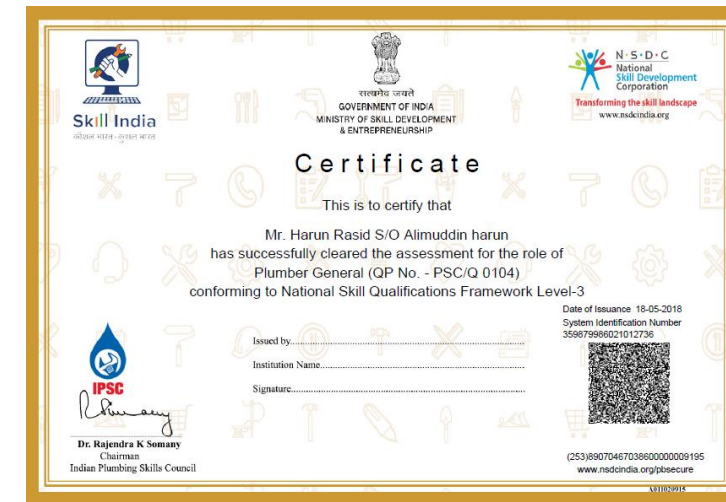 Skill India
कौशल भारत - कुशल भारत
सत्यमेव जयते
GOVERNMENT OF INDIA
MINISTRY OF SKILL DEVELOPMENT
& ENTREPRENEURSHIP
N·S·D·C
National
Skill Development
Corporation
Transforming the skill landscape
www.nsdcindia.org
Certificate
This is to certify that
Mr. Harun Rasid S/O Alimuddin harun
has successfully cleared the assessment for the role of
Plumber General (QP No. - PSC/Q 0104)
conforming to National Skill Qualifications Framework Level-3
Date of Issuance 18-05-2018
System Identification Number
359879986021012736
Issued by
Institution Name
Signature
IPSC
Dr. Rajendra K Somany
Chairman
Indian Plumbing Skills Council
(253)89070467038600000009195
www.nsdcindia.org/pbsecure
A011020915